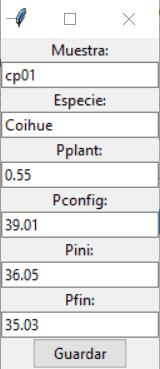 Muestra:
cp01
Especie:
Coihue
Pplant:
0.55
Pconfig:
39.01
Pini:
36.05
Pfin:
35.03
Guardar